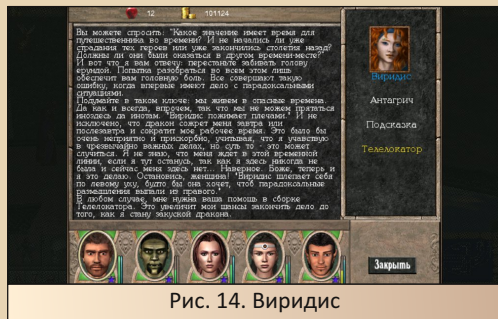 12 101124
Вы можете спросить: "Какое значение имеет время для
путешественника во времени? И не начались ли уже
страдания тех героев или уже закончились столетия назад?
Должны ли они были оказаться в другом времени-месте?
И вот что я вам отвечу: перестаньте забивать голову
ерундой. Попытка разобраться во всем этом лишь
обеспечит вам головную боль. Все совершают такую
ошибку, когда впервые имеют дело с парадоксальными
ситуациями.
Подумайте в таком ключе: мы живем в опасные времена.
Да как и всегда, впрочем, так что мы не можем прятаться
иноздесь да инотам. "Виридис пожимает плечами." И не
исключено, что дракон сожрет меня завтра или
послезавтра и сократит мое рабочее время. Это было бы
очень неприятно и прискорбно, учитывая, что я участвую
в чрезвычайно важных делах, но суть то - это может
случиться. Я не знаю, что меня ждет в этой временной
линии, если я тут останусь, так как я здесь никогда не
была и сейчас меня здесь нет... Наверное. Боже, теперь и
я это делаю. Остановись, женщина! "Виридис шлепает себя
по левому уху, будто бы она хочет, чтоб парадоксальные
размышления выпали из правого."
В любом случае, мне нужна ваша помощь в сборке
Телелокатора. Это увеличит мои шансы закончить дело до
того, как я стану закуской дракона.
Виридис
Антагрич
Подсказка
Телелокатор
Закрыть
Рис. 14. Виридис